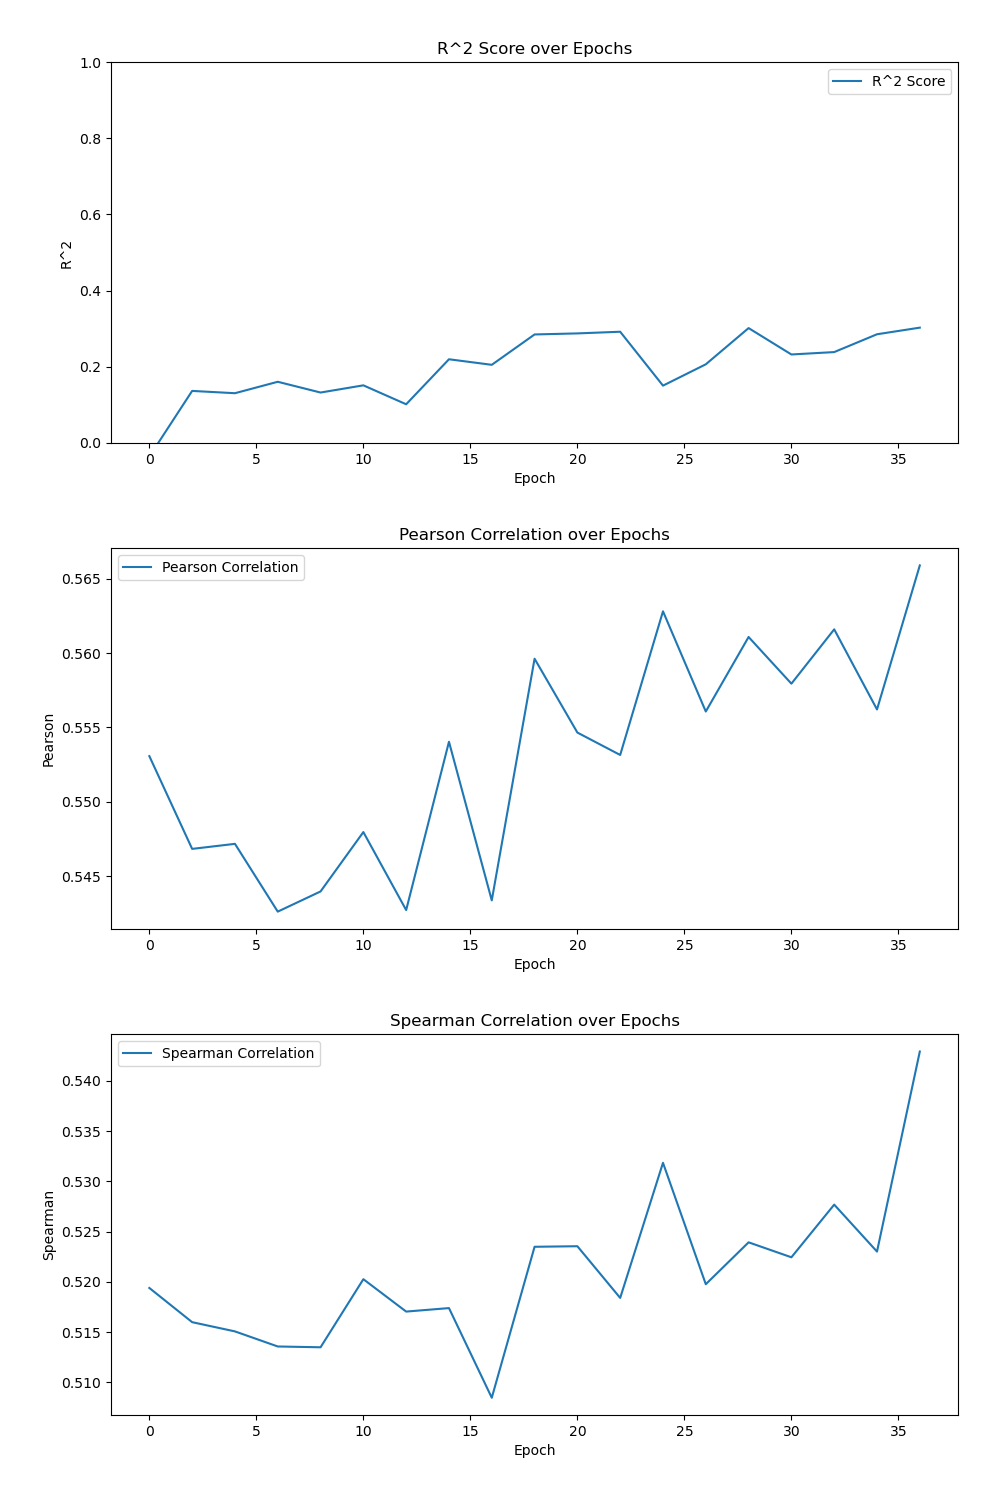 R^2 Score over Epochs
1.0
R^2 Score
0.8
0.6
R^2
0.4
0.2
0.0
0 5 10 15 20 25 30 35
Epoch
Pearson Correlation over Epochs
Pearson Correlation
0.565
0.560
0.555
Pearson
0.550
0.545
0 5 10 15 20 25 30 35
Epoch
Spearman Correlation over Epochs
Spearman Correlation
0.540
0.535
0.530
0.525
Spearman
0.520
0.515
0.510
0 5 10 15 20 25 30 35
Epoch